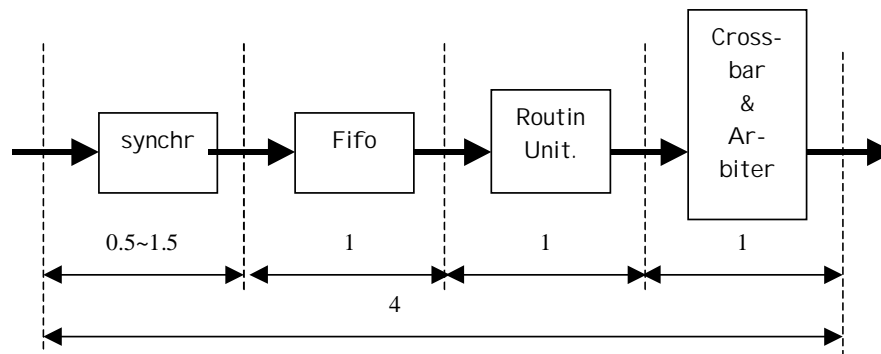 synchr
Fifo
Routin
Unit.
Cross-
bar
&
Ar-
biter
0.5~1.5
1
1
1
4